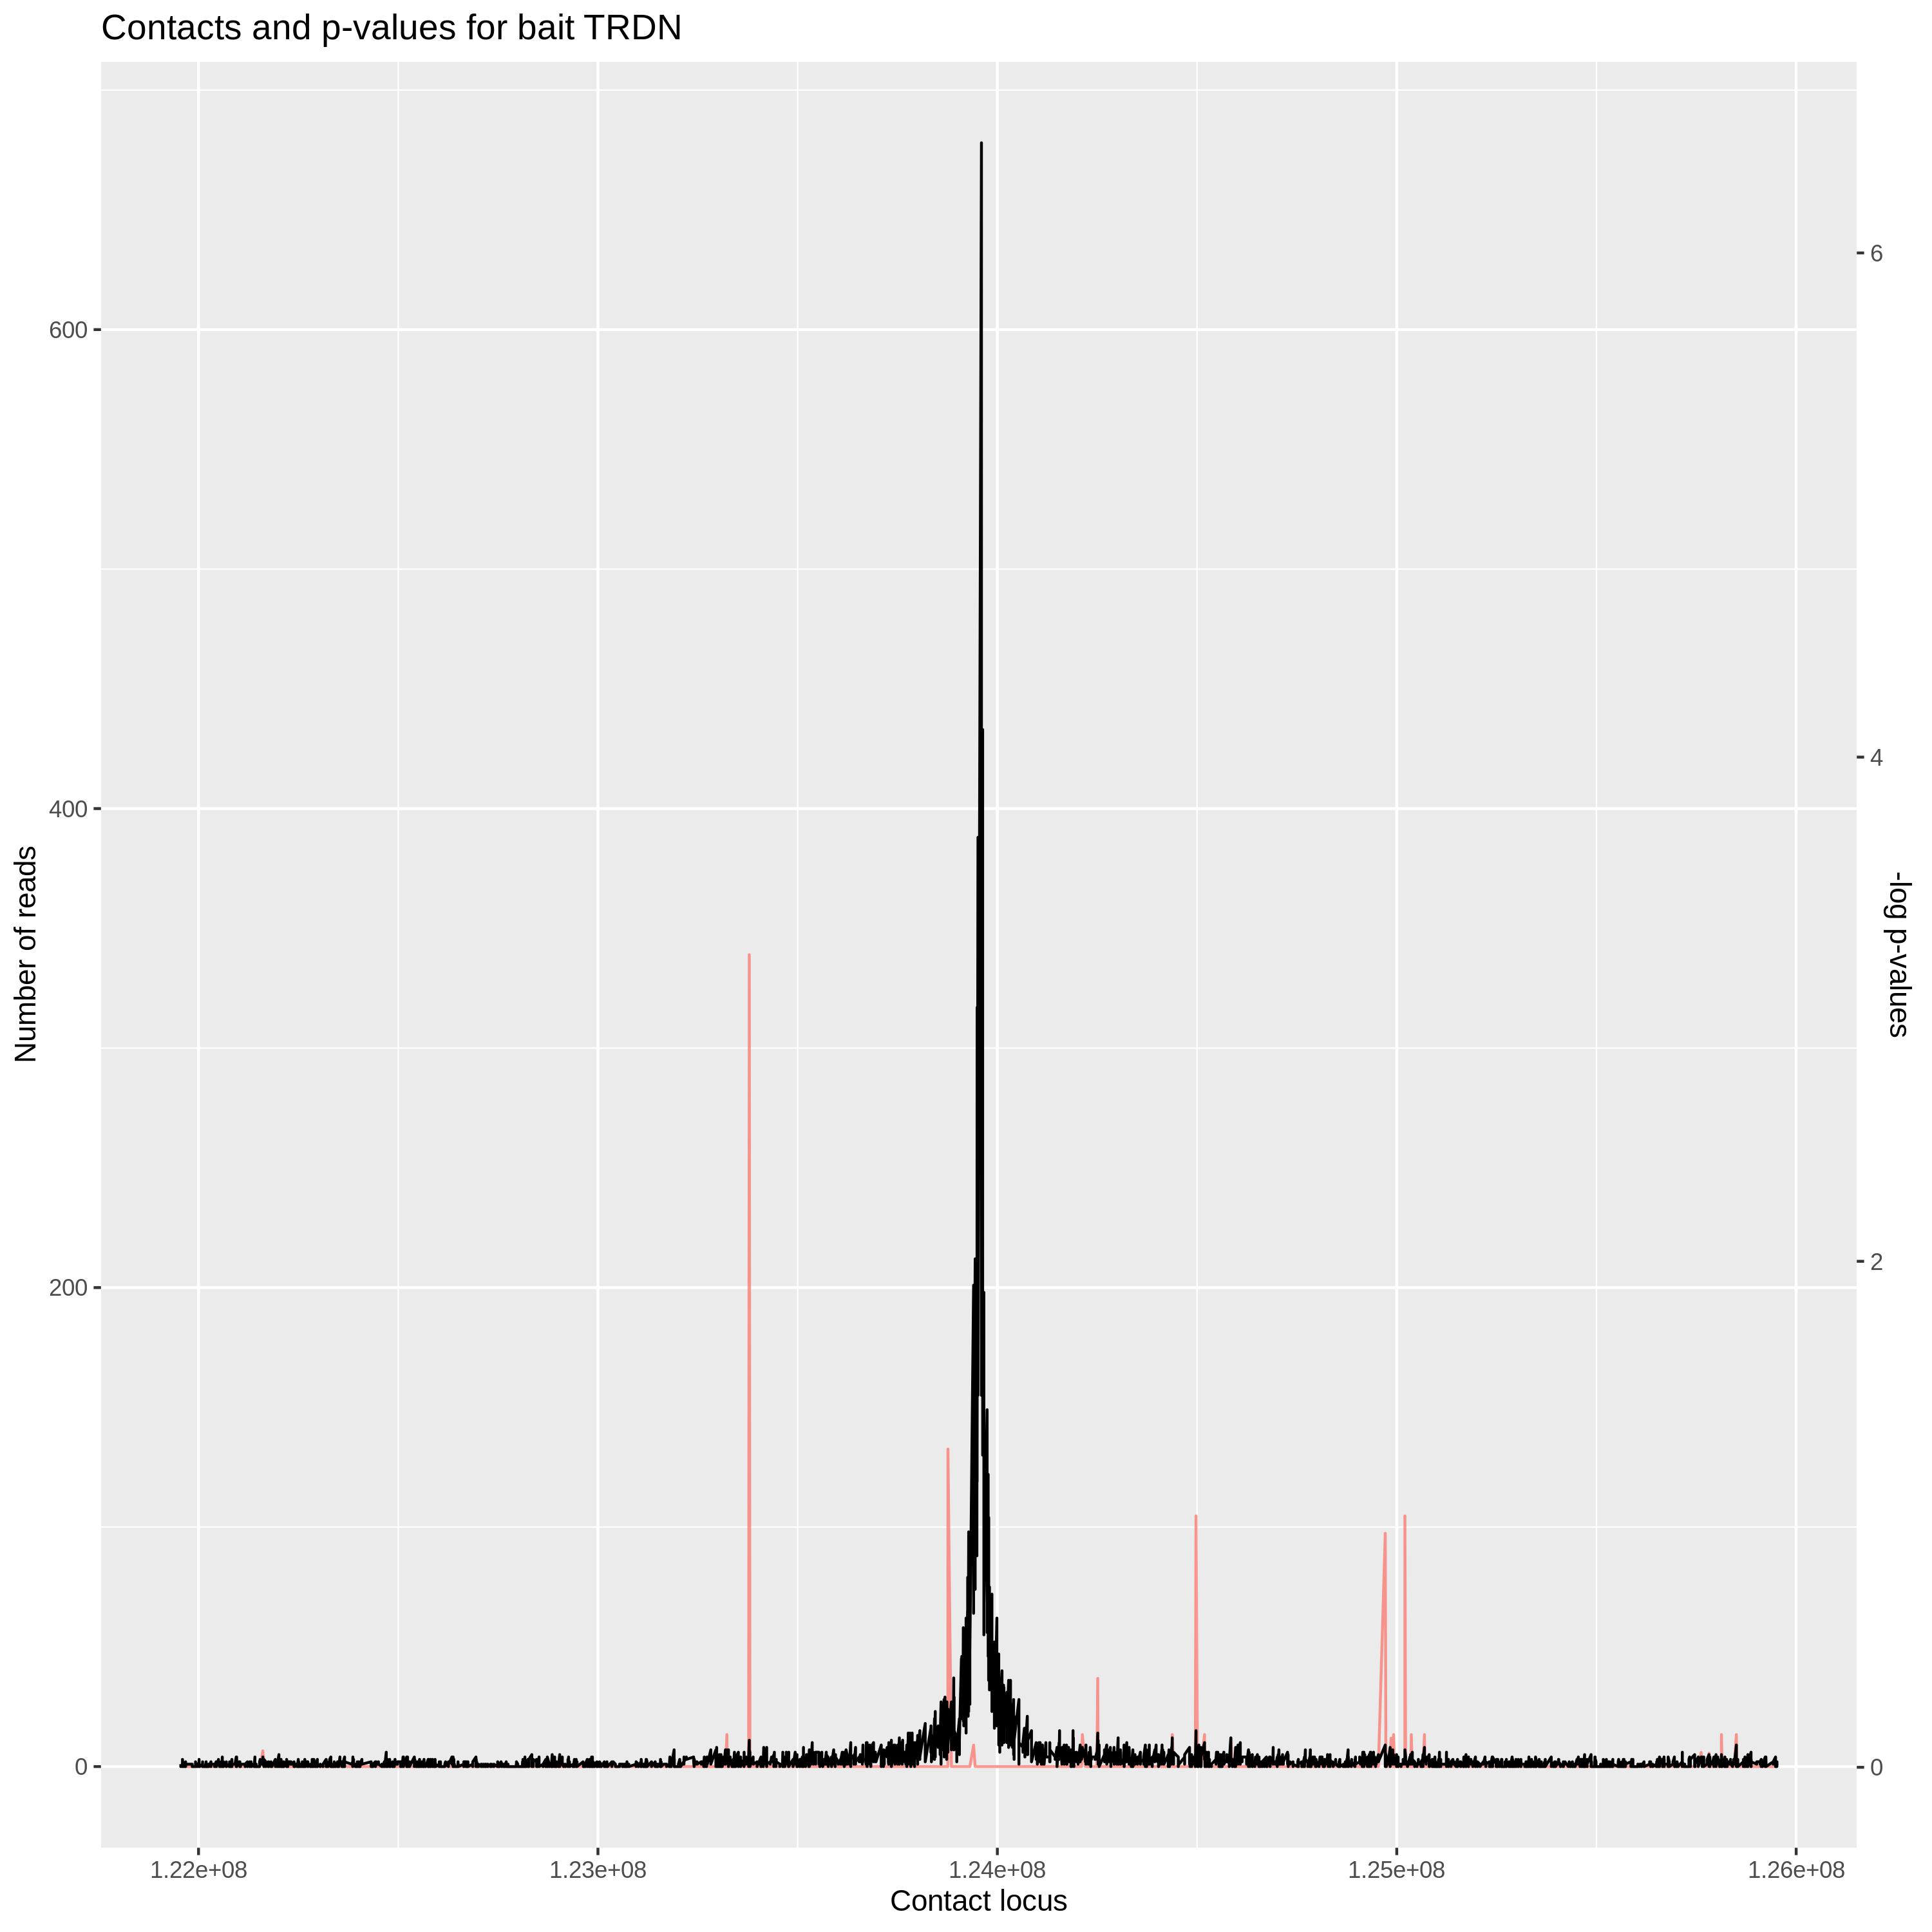 Contacts and p-values for bait TRDN
Number of reads
600
400
200
0
6
4
2
0
-log p-values
1.22e+08 1.23e+08 1.24e+08 1.25e+08 1.26e+08
Contact locus